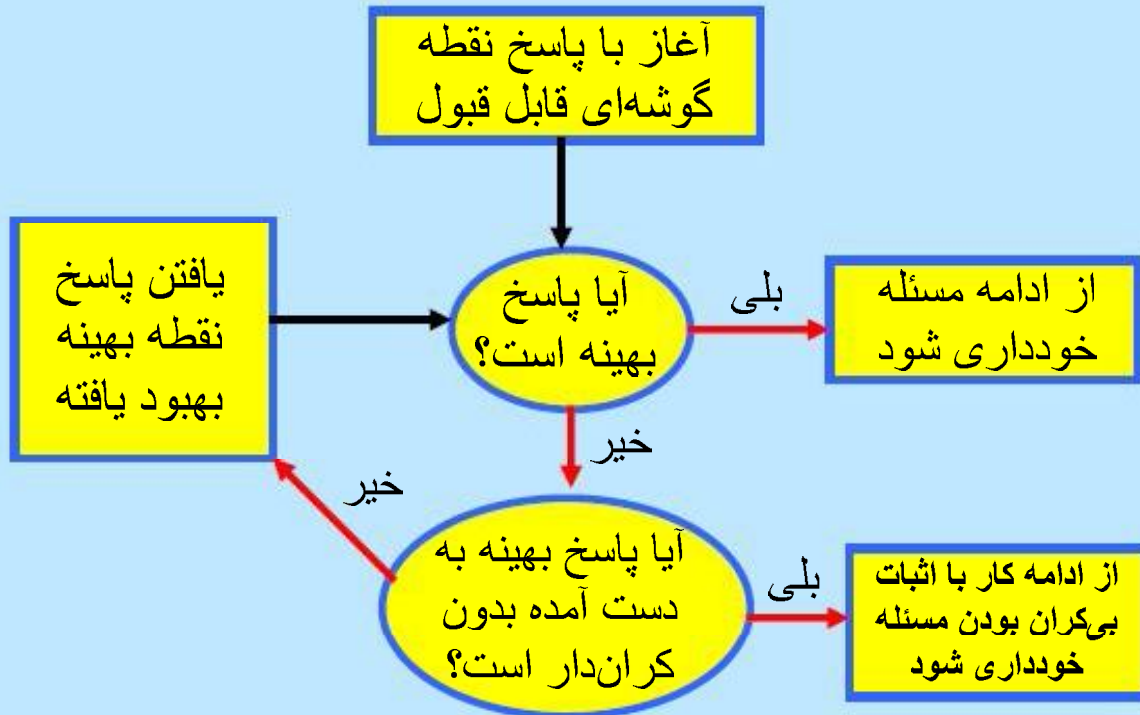 آغاز با پاسخ نقطه
گوشه‌ای قابل قبول
آیا پاسخ
بهینه است؟
بلی
از ادامه مسئله
خودداری شود
خیر
آیا پاسخ بهینه به
دست آمده بدون
کران‌دار است؟
بلی
از ادامه کار با اثبات
بی‌کران بودن مسئله
خودداری شود
خیر
یافتن پاسخ
نقطه بهینه
بهبود یافته